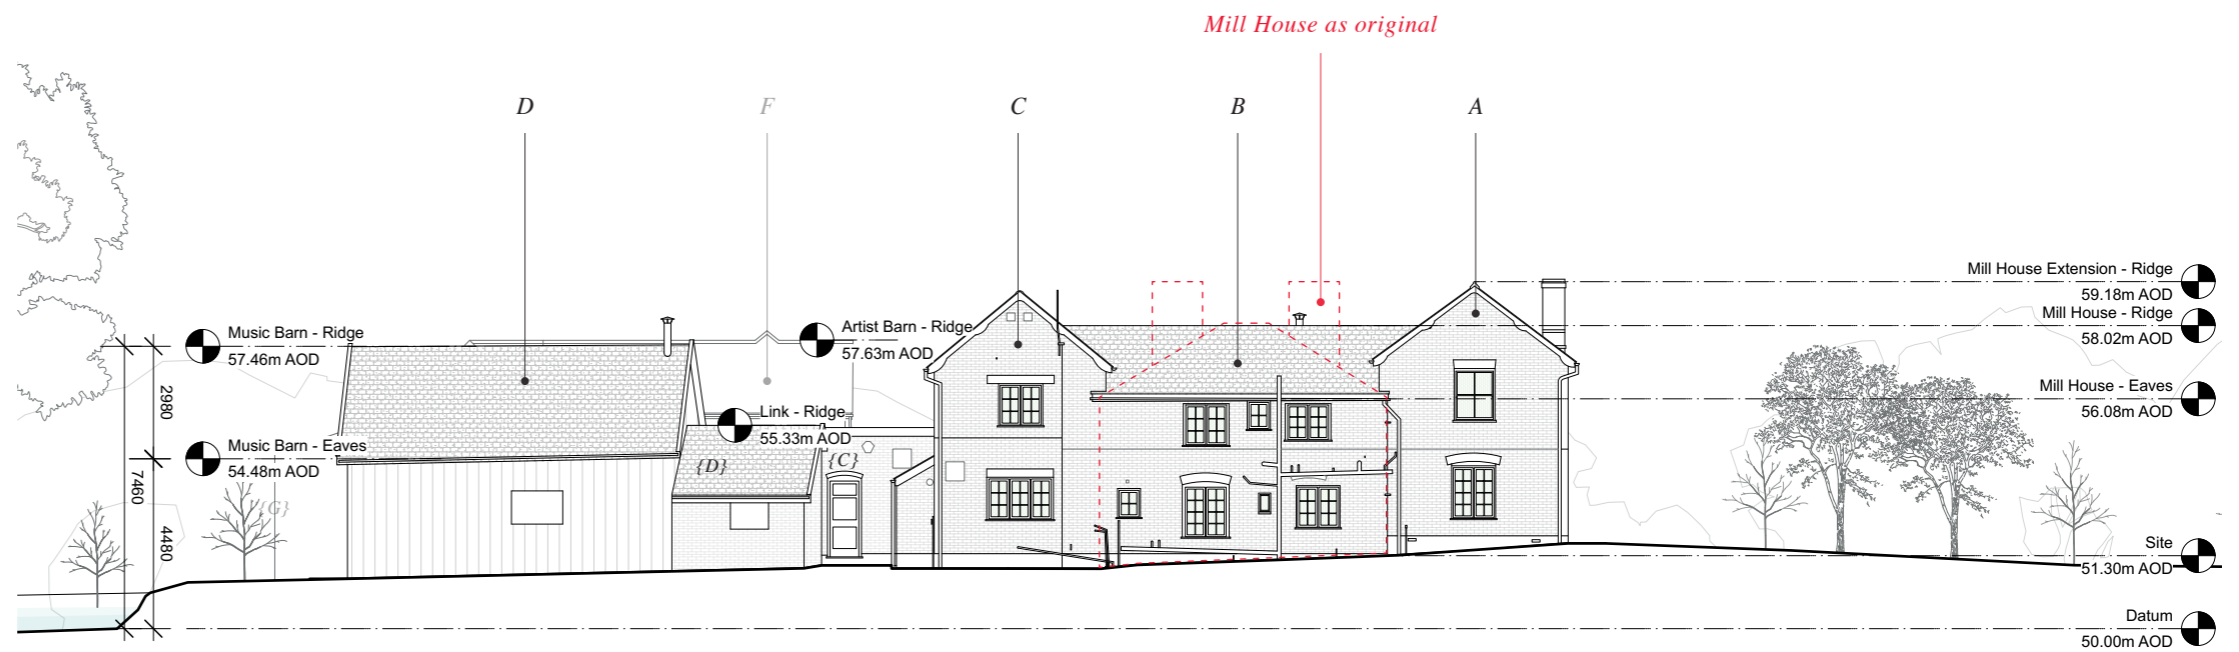 Mill House as original
D
F
C
B
A
Mill House Extension - Ridge
59.18m AOD
Mill House - Ridge
58.02m AOD
Music Barn - Ridge
57.46m AOD
Artist Barn - Ridge
57.63m AOD
Mill House - Eaves
56.08m AOD
Link - Ridge
55.33m AOD
Music Barn - Eaves
54.48m AOD
2980
7460
4480
{D}
{C}
{G}
Site
51.30m AOD
Datum
50.00m AOD